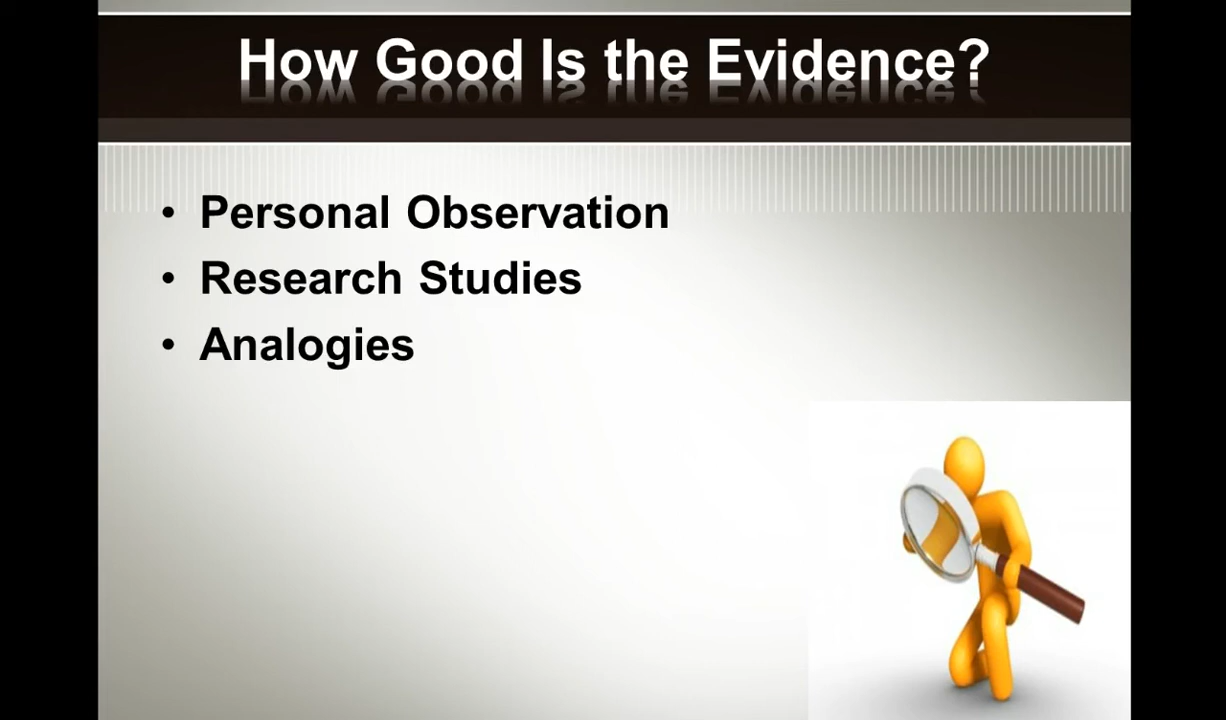 How Good Is the Evidence?
• Personal Observation
• Research Studies
• Analogies